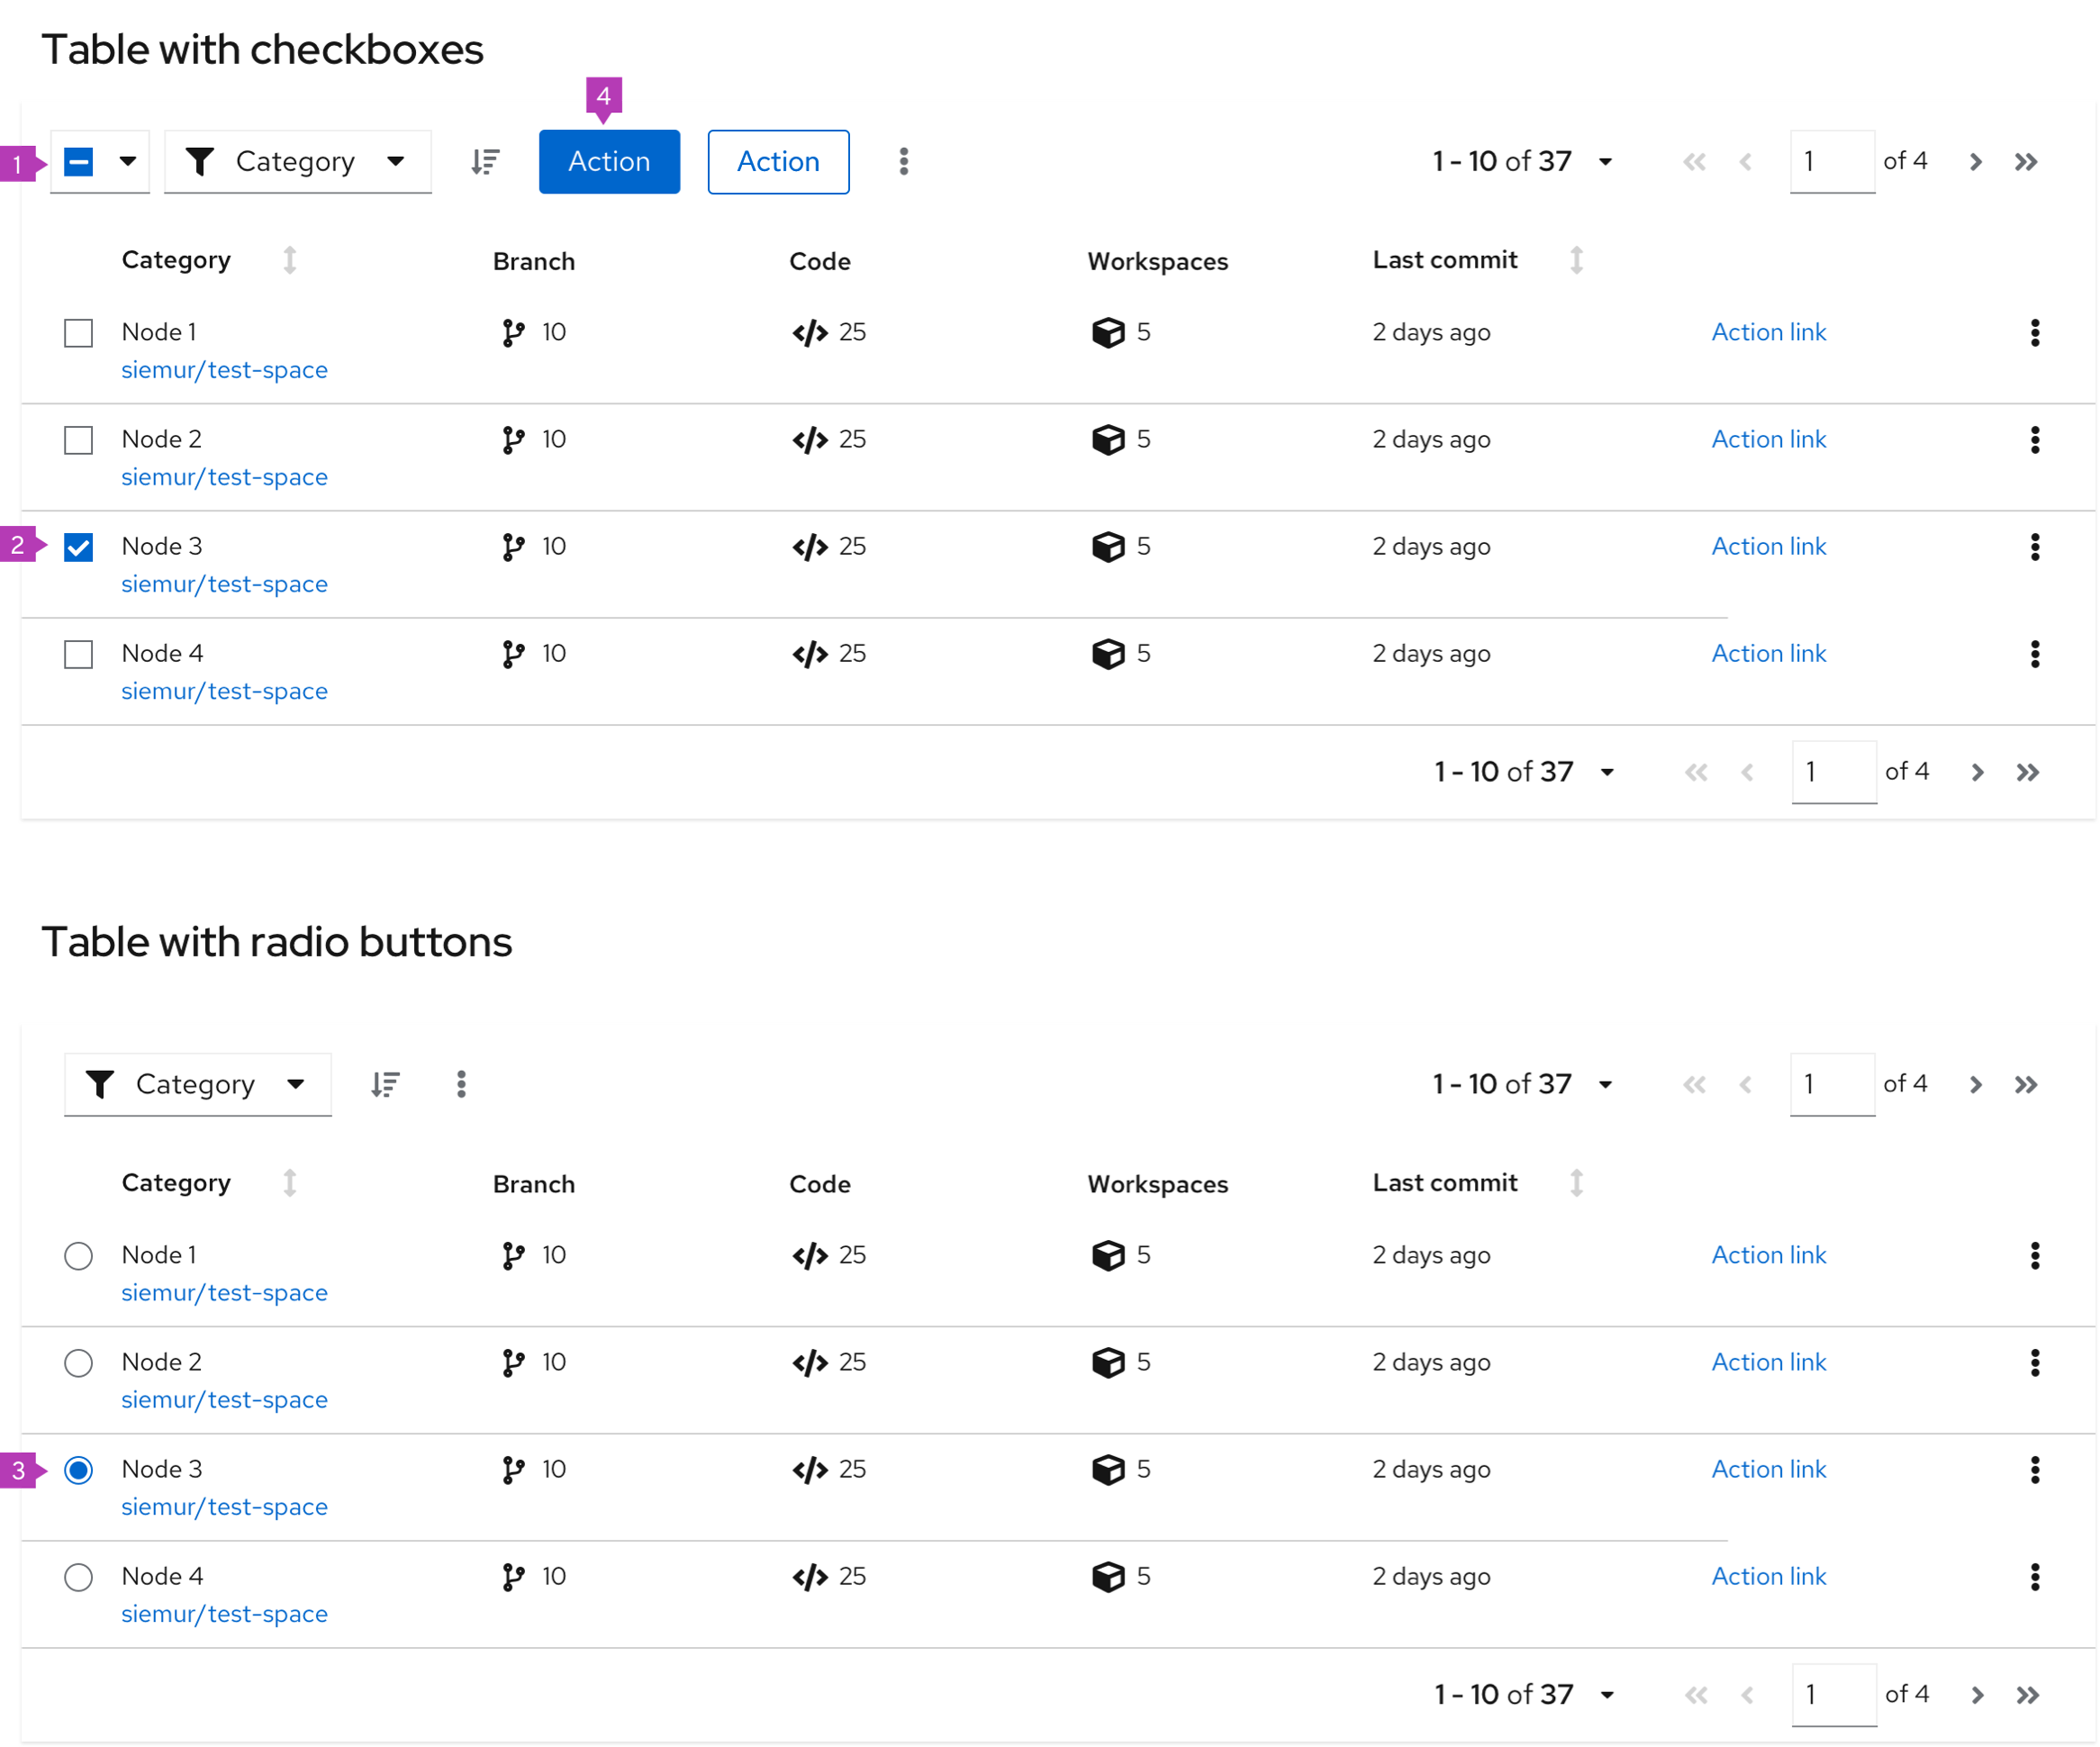 Table with checkboxes
4
1 Category Action Action 1 - 10 of 37 1 of 4
Category Branch Code Workspaces Last commit
Node 1 10 25 5 2 days ago Action link
siemur/test-space
Node 2 10 25 5 2 days ago Action link
siemur/test-space
2 Node 3 10 25 5 2 days ago Action link
siemur/test-space
Node 4 10 25 5 2 days ago Action link
siemur/test-space
1 - 10 of 37 1 of 4
Table with radio buttons
Category 1 - 10 of 37 1 of 4
Category Branch Code Workspaces Last commit
Node 1 10 25 5 2 days ago Action link
siemur/test-space
Node 2 10 25 5 2 days ago Action link
siemur/test-space
3 Node 3 10 25 5 2 days ago Action link
siemur/test-space
Node 4 10 25 5 2 days ago Action link
siemur/test-space
1 - 10 of 37 1 of 4